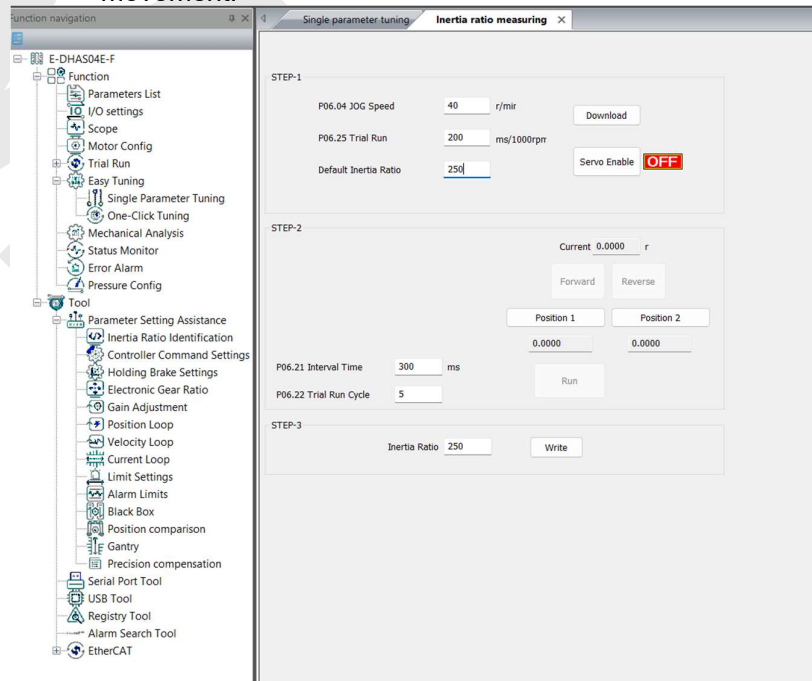 movement.
Function navigation
E-DHAS04E-F
Function
Parameters List
I/O settings
Scope
Motor Config
Trial Run
Easy Tuning
Single Parameter Tuning
One-Click Tuning
Mechanical Analysis
Status Monitor
Error Alarm
Pressure Config
Tool
Parameter Setting Assistance
Inertia Ratio Identification
Controller Command Settings
Holding Brake Settings
Electronic Gear Ratio
Gain Adjustment
Position Loop
Velocity Loop
Current Loop
Limit Settings
Alarm Limits
Black Box
Position comparison
Gantry
Precision compensation
Serial Port Tool
USB Tool
Registry Tool
Alarm Search Tool
EtherCAT
Single parameter tuning Inertia ratio measuring
STEP-1
P06.04 JOG Speed 40 r/mir
Download
P06.25 Trial Run 200 ms/1000rpm
Servo Enable OFF
Default Inertia Ratio 250
STEP-2
Current 0.0000 r
Forward Reverse
Position 1 Position 2
0.0000 0.0000
P06.21 Interval Time 300 ms
Run
P06.22 Trial Run Cycle 5
STEP-3
Inertia Ratio 250 Write